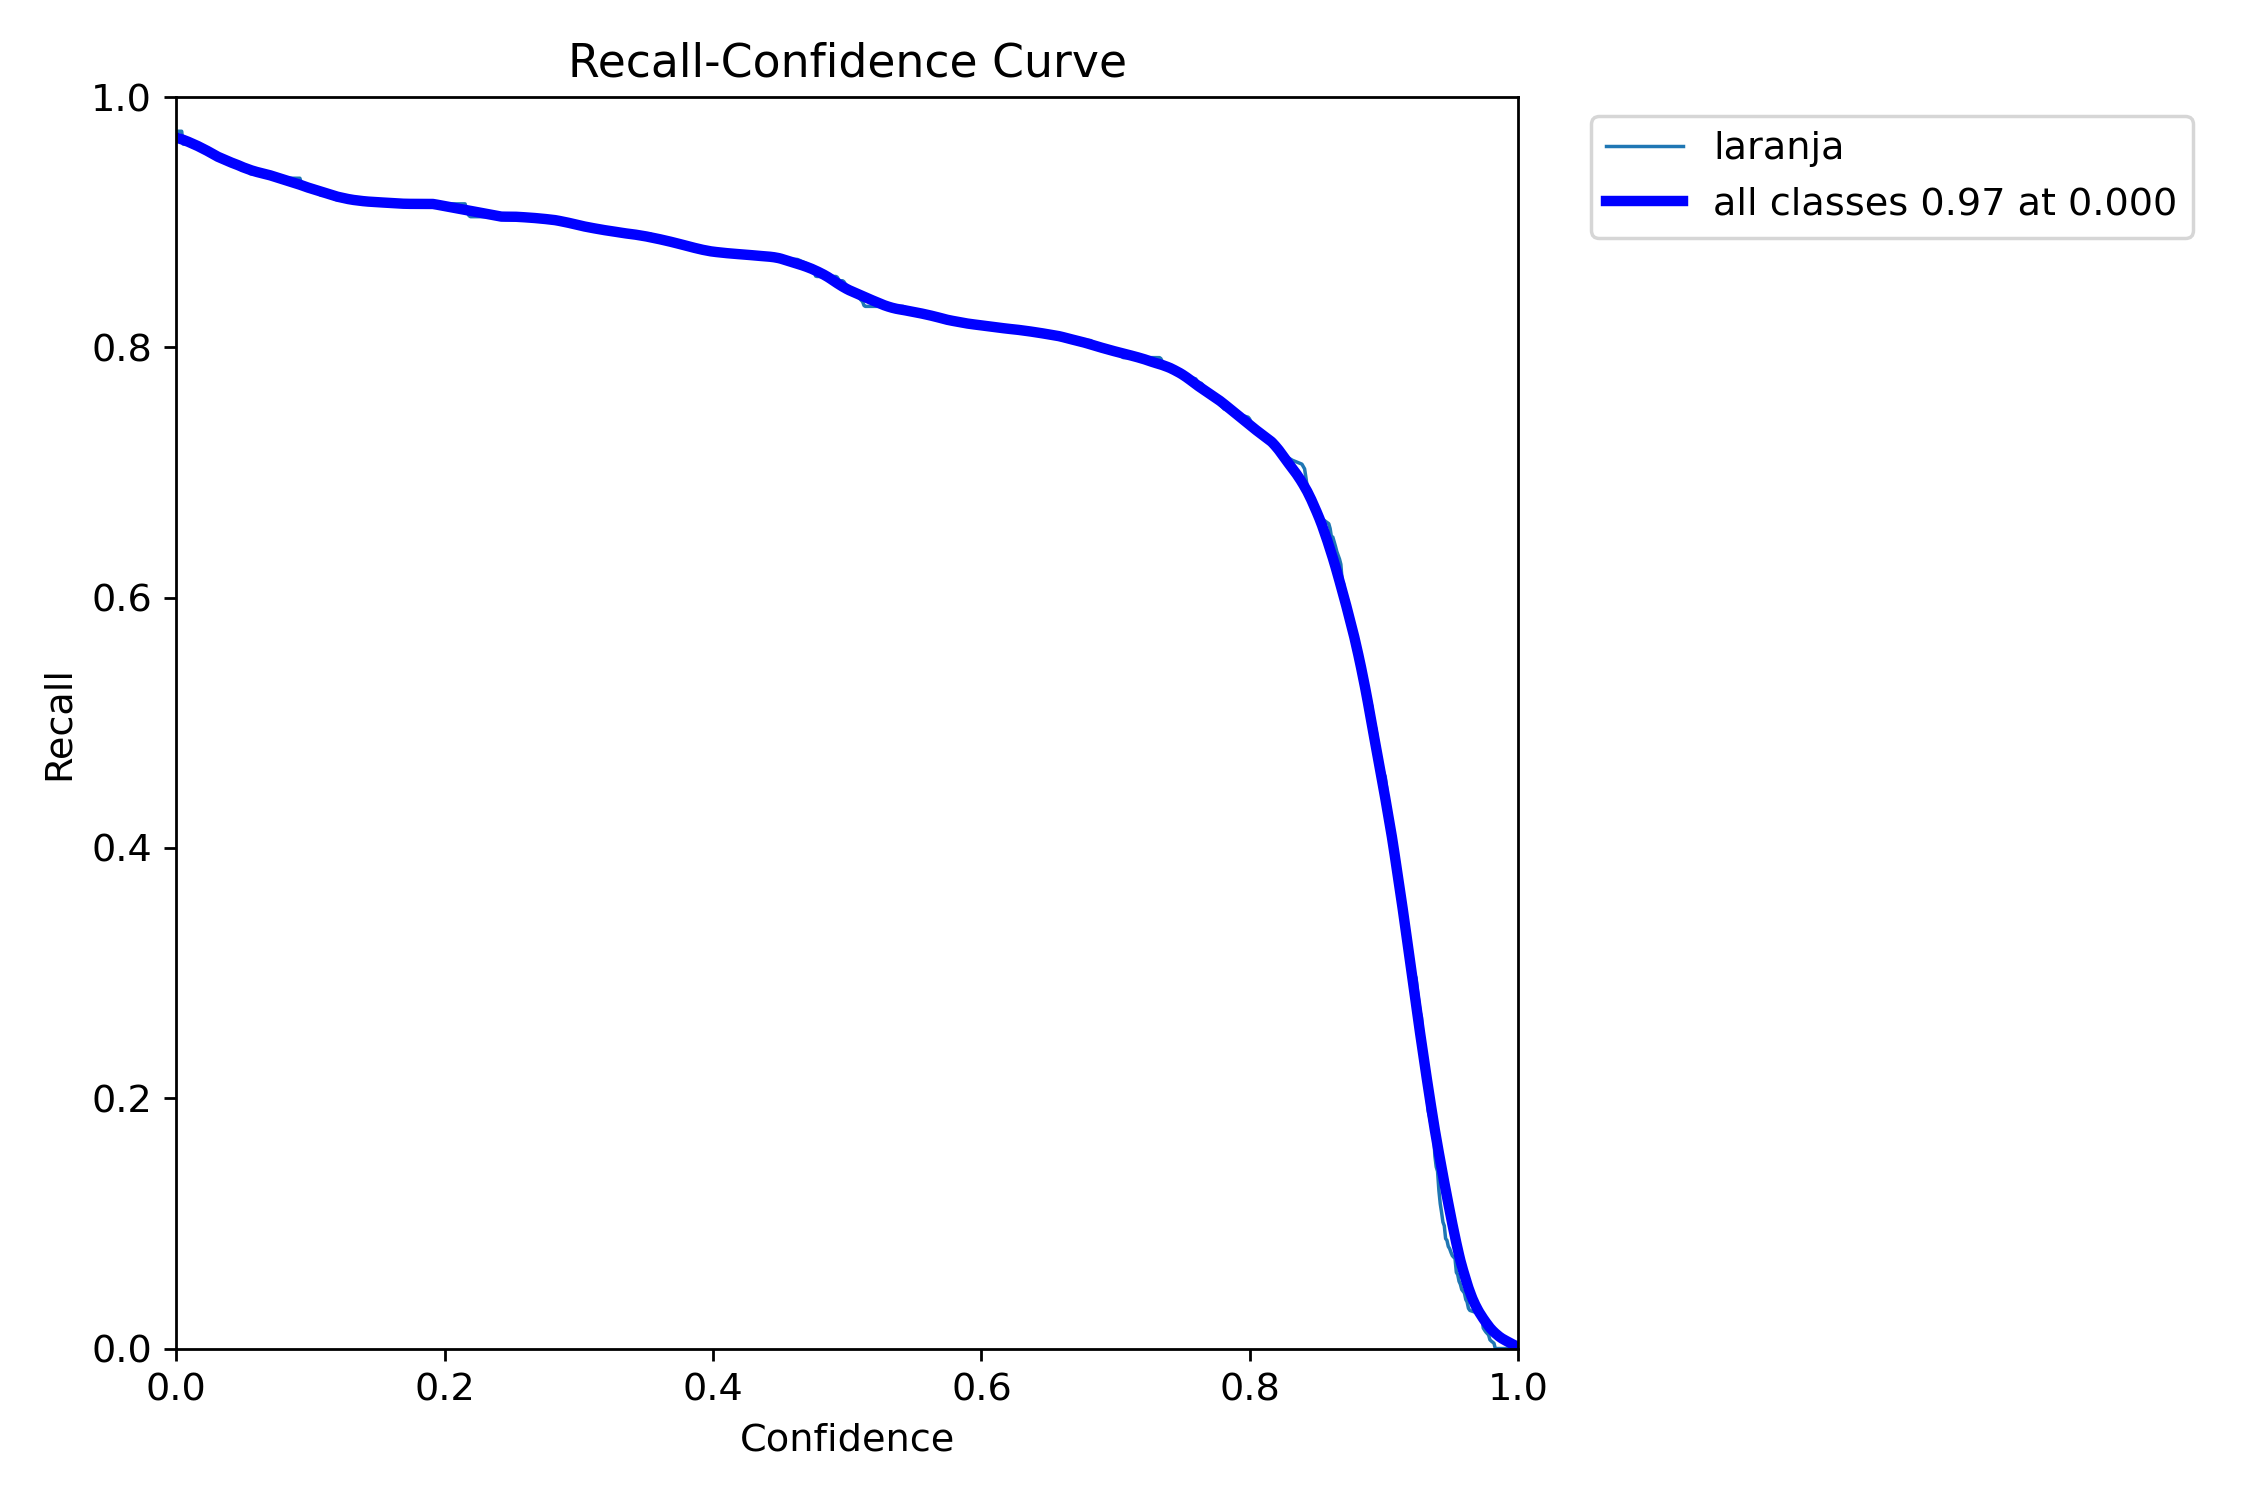 Recall-Confidence Curve
1.0
0.8
0.6
0.4
0.2
0.0
Recall
0.0 0.2 0.4 0.6 0.8 1.0
Confidence
laranja
all classes 0.97 at 0.000